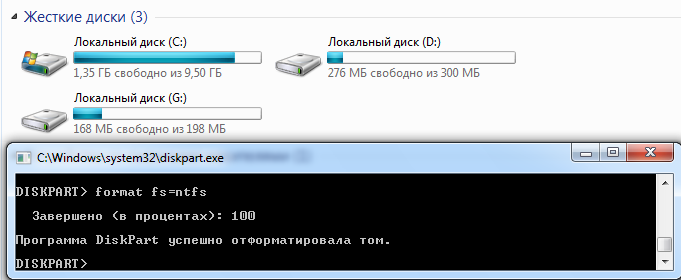 Жесткие диски (3)
Локальный диск (C:)
1,35 ГБ свободно из 9,50 ГБ
Локальный диск (D:)
276 МБ свободно из 300 МБ
Локальный диск (G:)
168 МБ свободно из 198 МБ
C:\Windows\system32\diskpart.exe
DISKPART> format fs=ntfs
Завершено (в процентах): 100
Программа DiskPart успешно отформатировала том.
DISKPART>